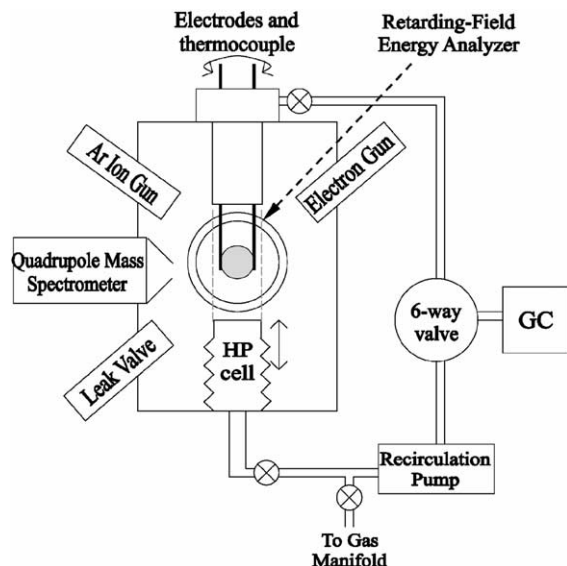 Electrodes and
thermocouple
Retarding-Field
Energy Analyzer
Ar Ion Gun
Electron Gun
Quadrupole Mass
Spectrometer
6-way
valve
GC
Leak Valve
HP
cell
Recirculation
Pump
To Gas
Manifold